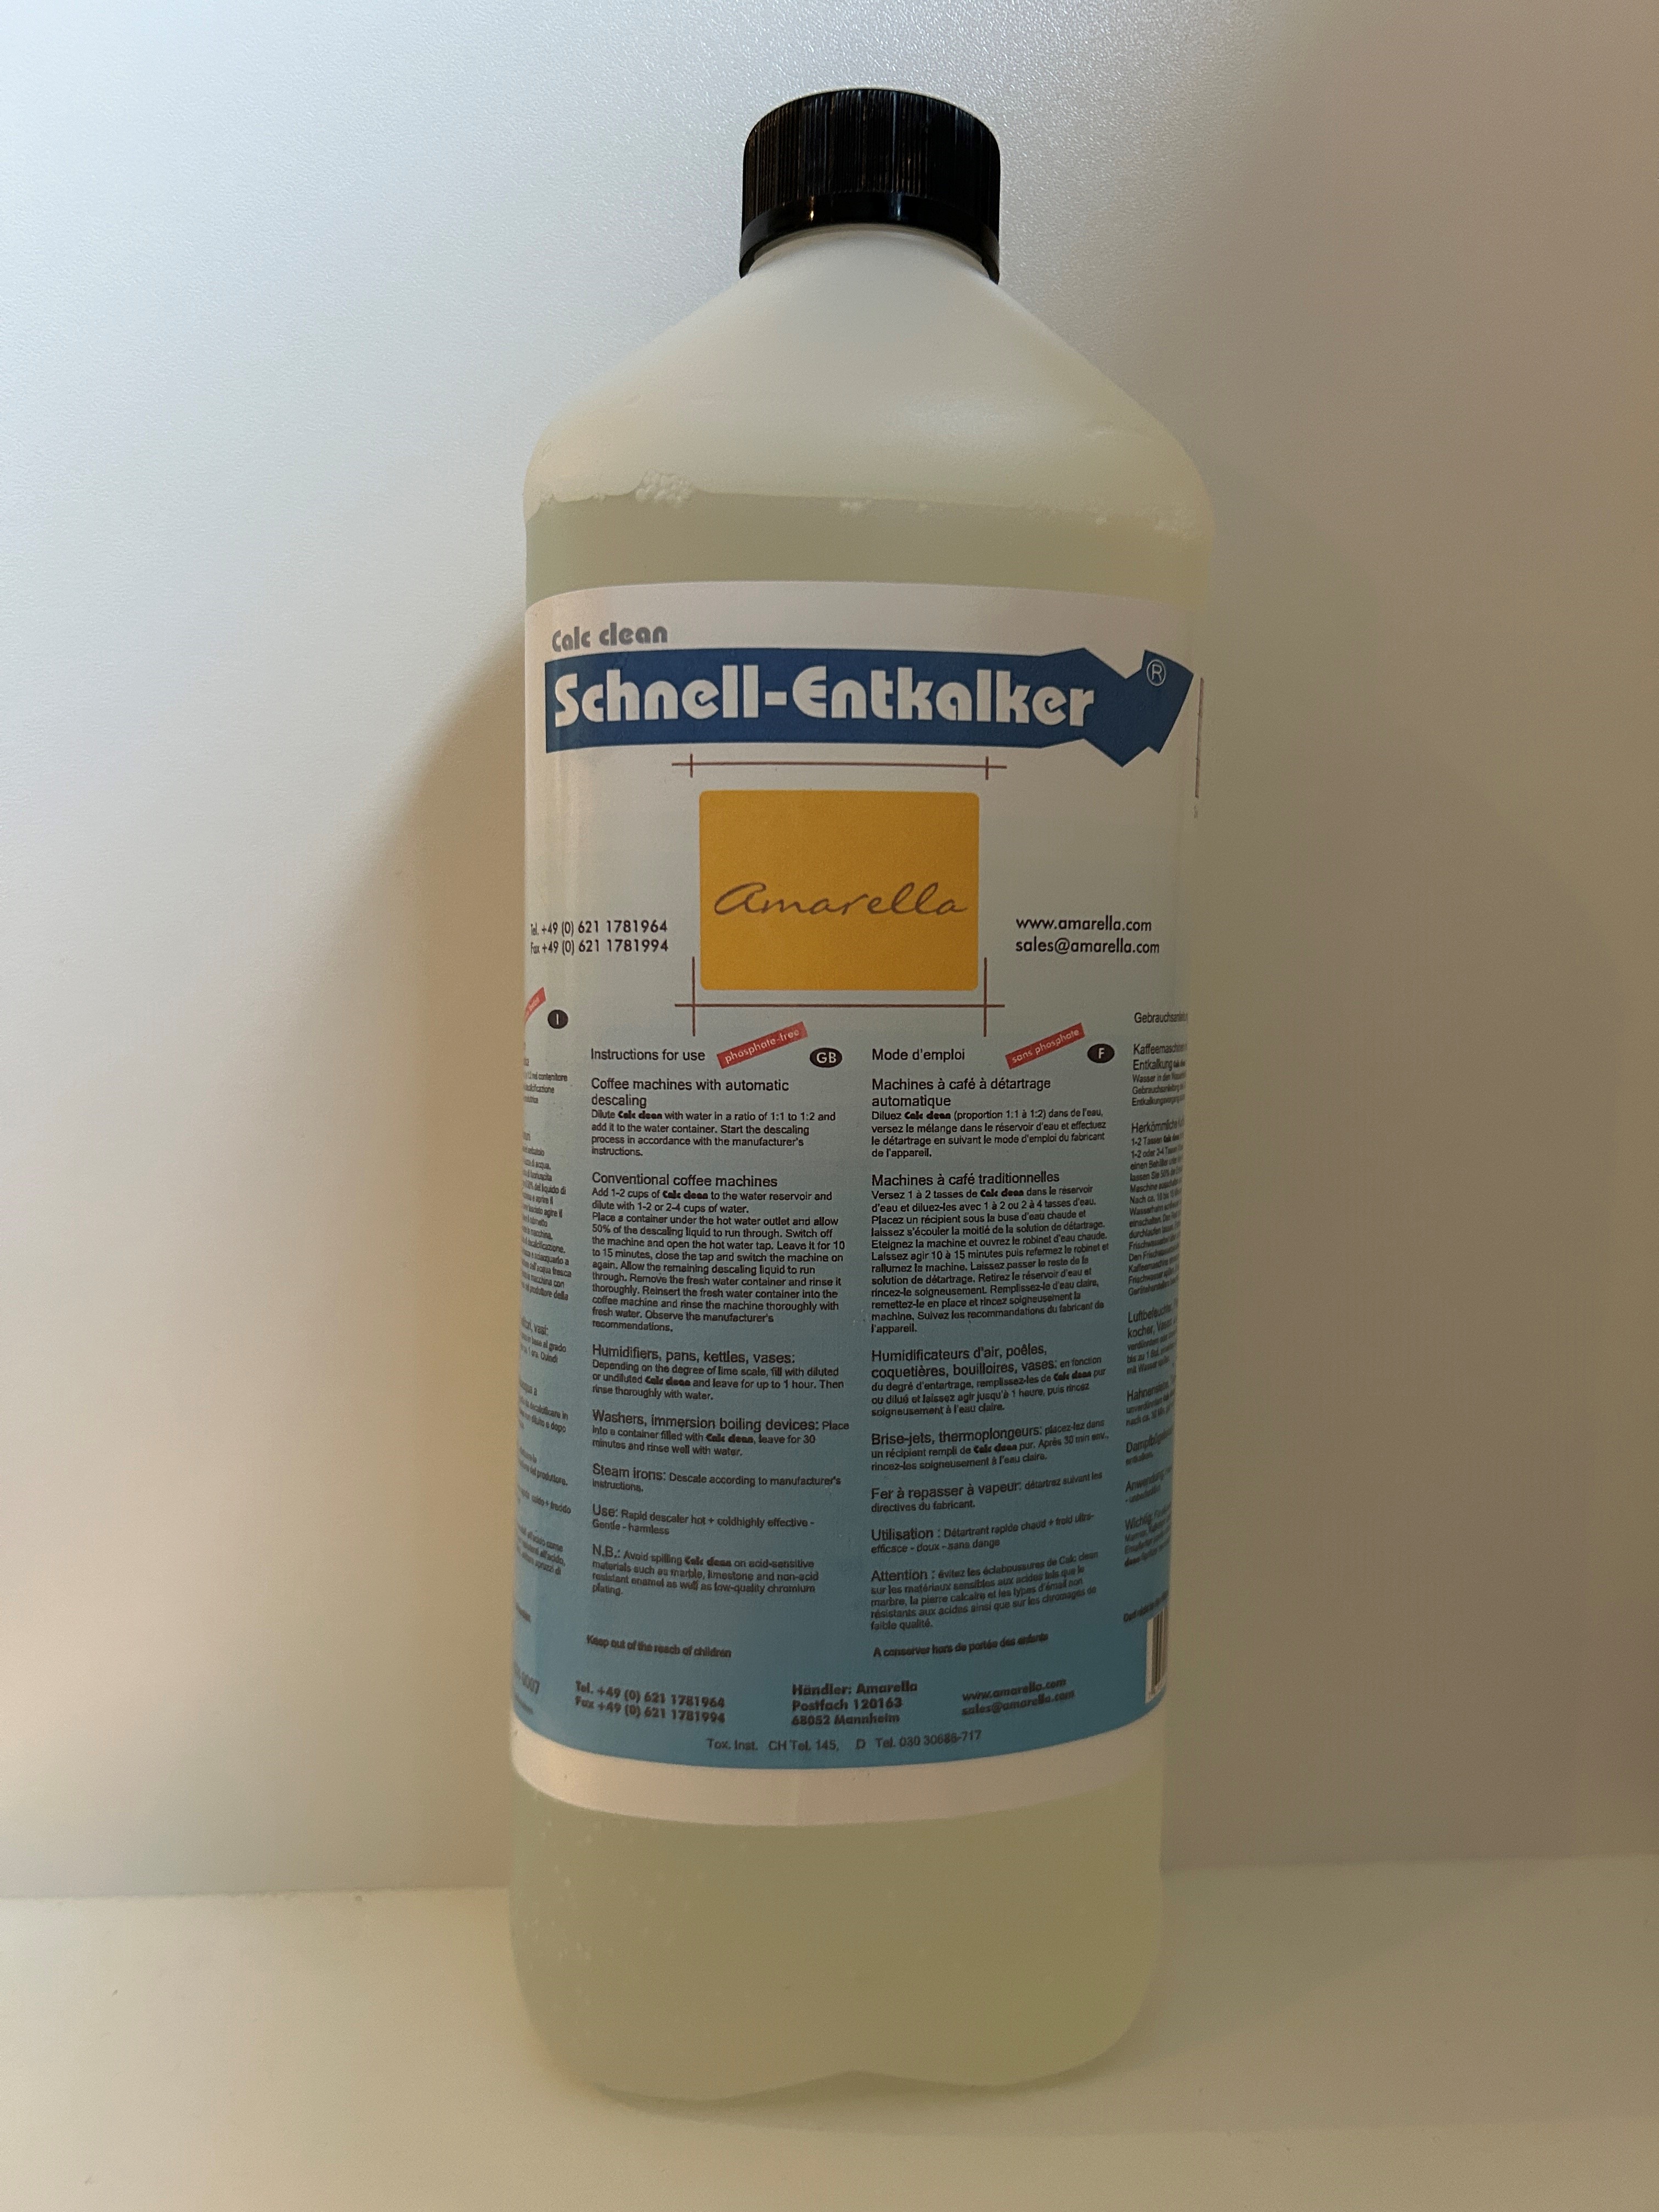 Calc clean
Schnell-Entkalker ®
Amarella
Tel. +49 (0) 621 1781964
Fax +49 (0) 621 1781994
www.amarella.com
sales@amarella.com
I
Instructions for use
phosphate-free
GB
Coffee machines with automatic
descaling
Dilute Calc clean with water in a ratio of 1:1 to 1:2 and
add it to the water container. Start the descaling
process in accordance with the manufacturer's
instructions.
Conventional coffee machines
Add 1-2 cups of Calc clean to the water reservoir and
dilute with 1-2 or 2-4 cups of water.
Place a container under the hot water outlet and allow
50% of the descaling liquid to run through. Switch off
the machine and open the hot water tap. Leave it for 10
to 15 minutes, close the tap and switch the machine on
again. Allow the remaining descaling liquid to run
through. Remove the fresh water container and rinse it
thoroughly. Reinsert the fresh water container into the
coffee machine and rinse the machine thoroughly with
fresh water. Observe the manufacturer's
recommendations.
Humidifiers, pans, kettles, vases:
Depending on the degree of lime scale, fill with diluted
or undiluted Calc clean and leave for up to 1 hour. Then
rinse thoroughly with water.
Washers, immersion boiling devices: Place
into a container filled with Calc clean, leave for 30
minutes and rinse well with water.
Steam irons: Descale according to manufacturer's
instructions.
Use: Rapid descaler hot + coldhighly effective -
Gentle - harmless
N.B.: Avoid spilling Calc clean on acid-sensitive
materials such as marble, limestone and non-acid
resistant enamel as well as low-quality chromium
plating.
Keep out of the reach of children
Mode d'emploi
sans phosphate
F
Machines à café à détartrage
automatique
Diluez Calc clean (proportion 1:1 à 1:2) dans de l'eau,
versez le mélange dans le réservoir d'eau et effectuez
le détartrage en suivant le mode d'emploi du fabricant
de l'appareil.
Machines à café traditionnelles
Versez 1 à 2 tasses de Calc clean dans le réservoir
d'eau et diluez-les avec 1 à 2 ou 2 à 4 tasses d'eau.
Placez un récipient sous la buse d'eau chaude et
laissez s'écouler la moitié de la solution de détartrage.
Eteignez la machine et ouvrez le robinet d'eau chaude.
Laissez agir 10 à 15 minutes puis refermez le robinet et
rallumez la machine. Laissez passer le reste de la
solution de détartrage. Retirez le réservoir d'eau et
rincez-le soigneusement. Remplissez-le d'eau claire,
remettez-le en place et rincez soigneusement la
machine. Suivez les recommandations du fabricant de
l'appareil.
Humidificateurs d'air, poêles,
coquetières, bouilloires, vases: en fonction
du degré d'entartrage, remplissez-les de Calc clean pur
ou dilué et laissez agir jusqu'à 1 heure, puis rincez
soigneusement à l'eau claire.
Brise-jets, thermoplongeurs: placez-lez dans
un récipient rempli de Calc clean pur. Après 30 min env.,
rincez-les soigneusement à l'eau claire.
Fer à repasser à vapeur: détartrez suivant les
directives du fabricant.
Utilisation : Détartrant rapide chaud + froid ultra-
efficace - doux - sans dange
Attention : évitez les éclaboussures de Calc clean
sur les matériaux sensibles aux acides tels que le
marbre, la pierre calcaire et les types d'émail non
résistants aux acides ainsi que sur les chromages de
faible qualité.
A conserver hors de portée des enfants
Entkalkung
Wasser in den
1-2 Tassen
Tel. +49 (0) 621 1781964
Fax +49 (0) 621 1781994
Händler: Amarella
Postfach 120163
68052 Mannheim
www.amarella.com
sales@amarella.com
Tox. Inst. CH Tel. 145, D Tel. 030 30686-717